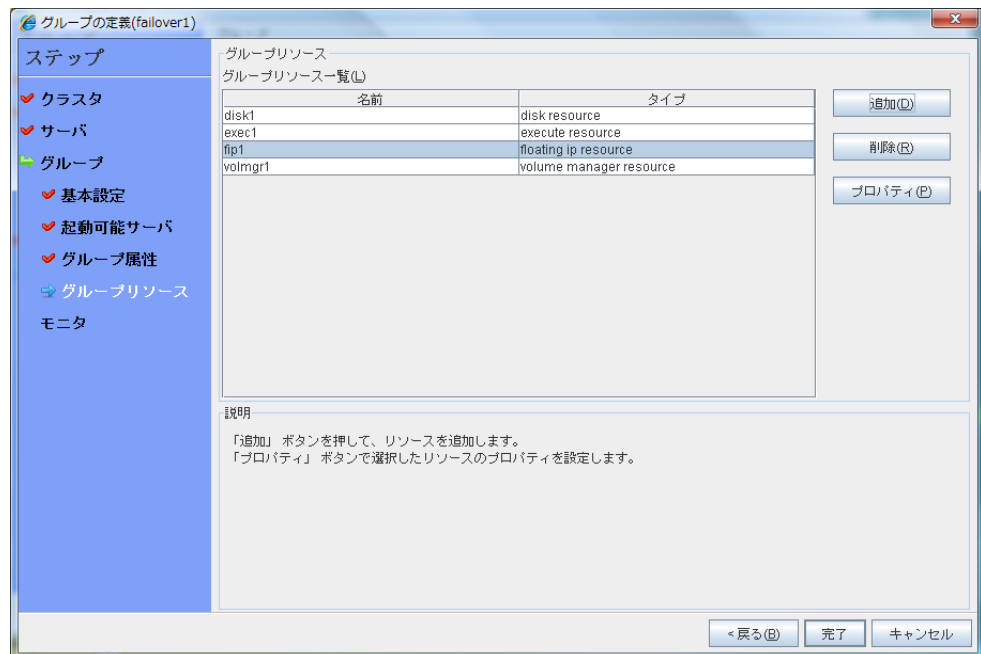 グループの定義(failover1)
ステップ
クラスタ
サーバ
グループ
基本設定
起動可能サーバ
グループ属性
グループリソース
モニタ
グループリソース
グループリソース一覧(L)
名前 タイプ
disk1 disk resource
exec1 execute resource
fip1 floating ip resource
volmgr1 volume manager resource
追加(D)
削除(R)
プロパティ(P)
説明
「追加」 ボタンを押して、リソースを追加します。
「プロパティ」 ボタンで選択したリソースのプロパティを設定します。
<戻る(B) 完了 キャンセル